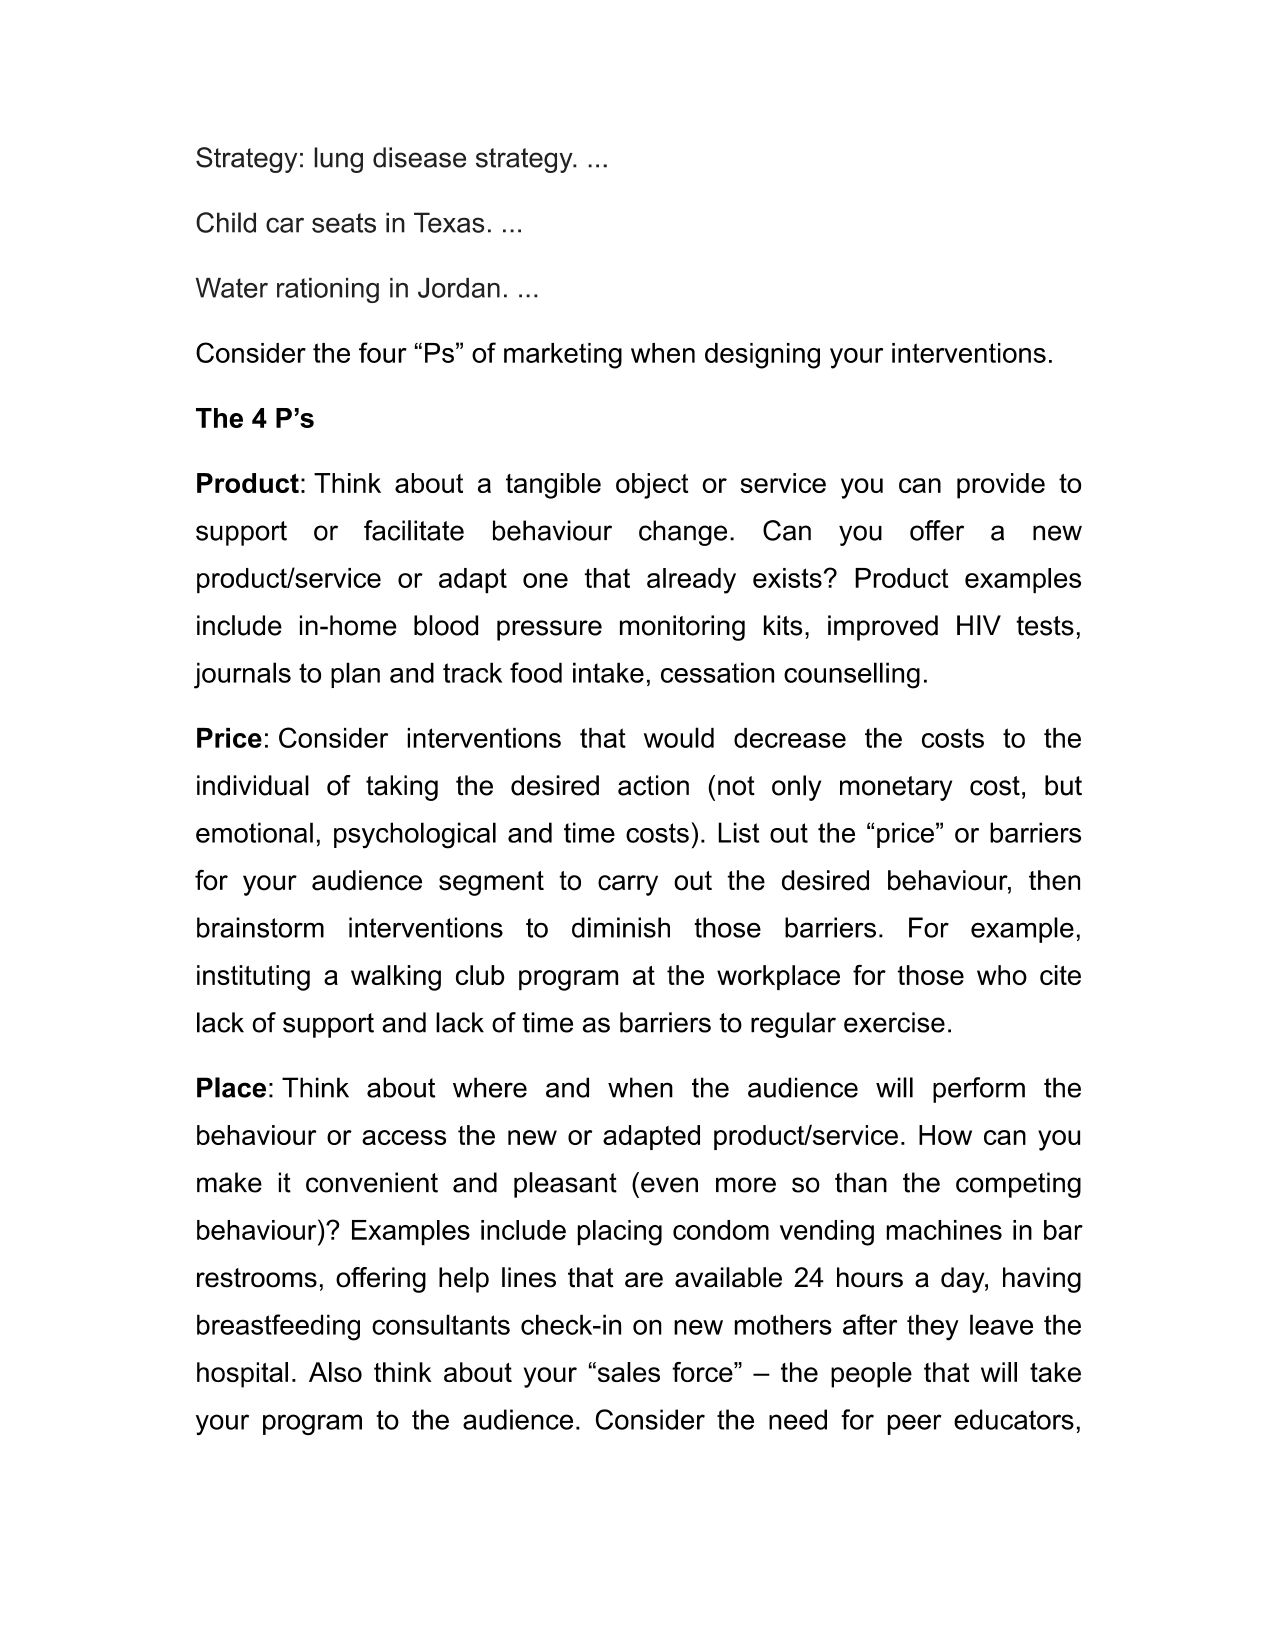 Strategy: lung disease strategy. ...
Child car seats in Texas. ...
Water rationing in Jordan. ...
Consider the four “Ps” of marketing when designing your interventions.
The 4 P’s
Product: Think about a tangible object or service you can provide to
support or facilitate behaviour change. Can you offer a new
product/service or adapt one that already exists? Product examples
include in-home blood pressure monitoring kits, improved HIV tests,
journals to plan and track food intake, cessation counselling.
Price: Consider interventions that would decrease the costs to the
individual of taking the desired action (not only monetary cost, but
emotional, psychological and time costs). List out the “price” or barriers
for your audience segment to carry out the desired behaviour, then
brainstorm interventions to diminish those barriers. For example,
instituting a walking club program at the workplace for those who cite
lack of support and lack of time as barriers to regular exercise.
Place: Think about where and when the audience will perform the
behaviour or access the new or adapted product/service. How can you
make it convenient and pleasant (even more so than the competing
behaviour)? Examples include placing condom vending machines in bar
restrooms, offering help lines that are available 24 hours a day, having
breastfeeding consultants check-in on new mothers after they leave the
hospital. Also think about your “sales force” – the people that will take
your program to the audience. Consider the need for peer educators,